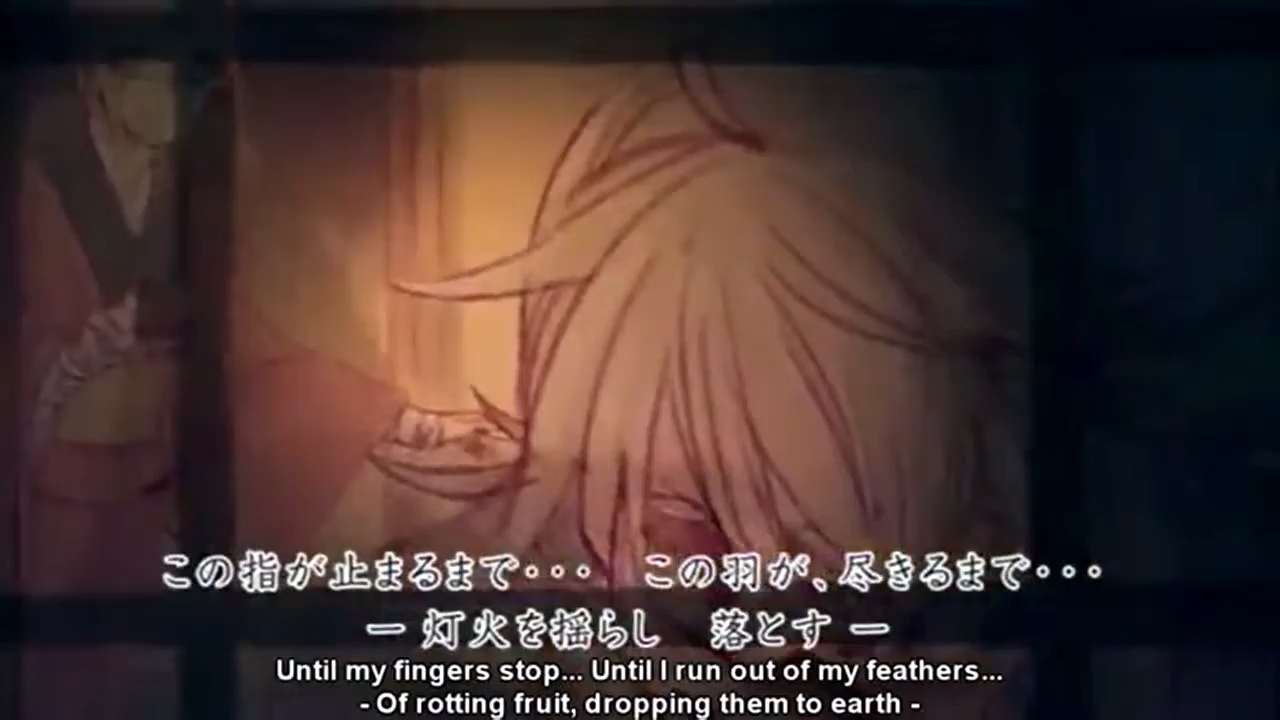 この指が止まるまで・・・ この羽が、尽きるまで・・・
― 灯火を揺らし 落とす ―
Until my fingers stop... Until I run out of my feathers...
- Of rotting fruit, dropping them to earth -